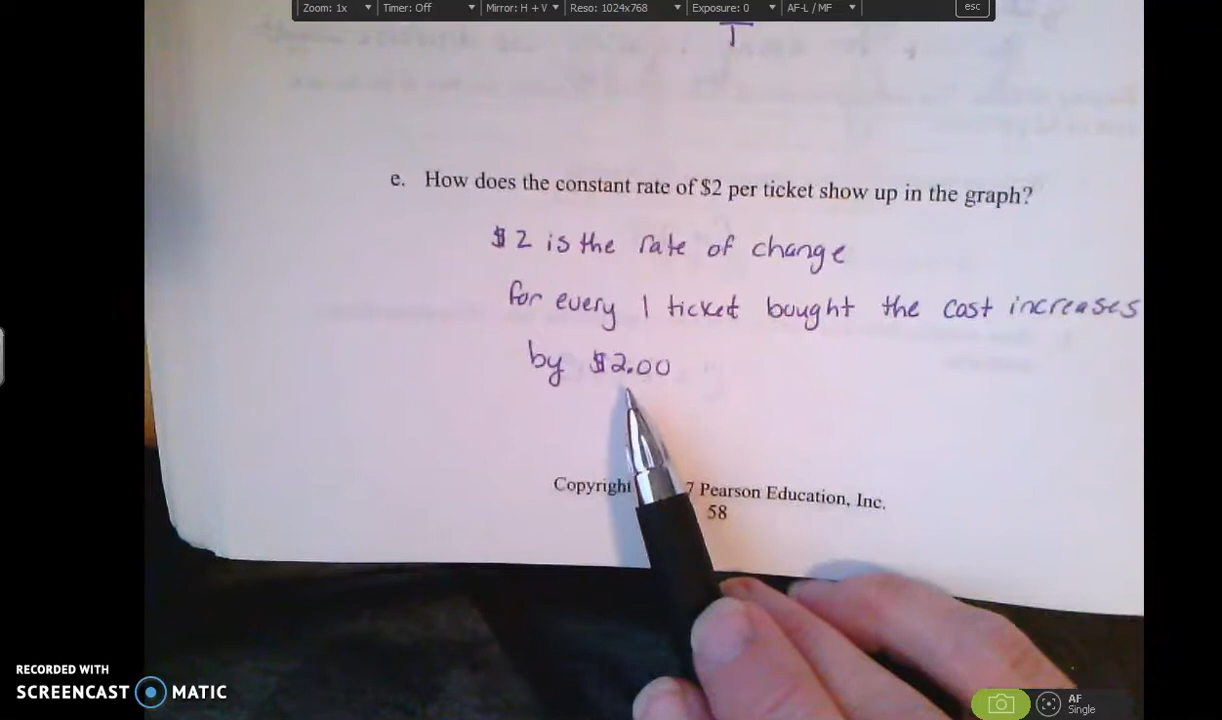 Zoom: 1x Timer: Off Mirror: H + V Reso: 1024x768 Exposure: 0 AF-L / MF esc
e. How does the constant rate of $2 per ticket show up in the graph?
$2 is the rate of change
for every 1 ticket bought the cost increases
by $2.00
Copyright 7 Pearson Education, Inc.
58
RECORDED WITH
SCREENCAST MATIC
AF
Single